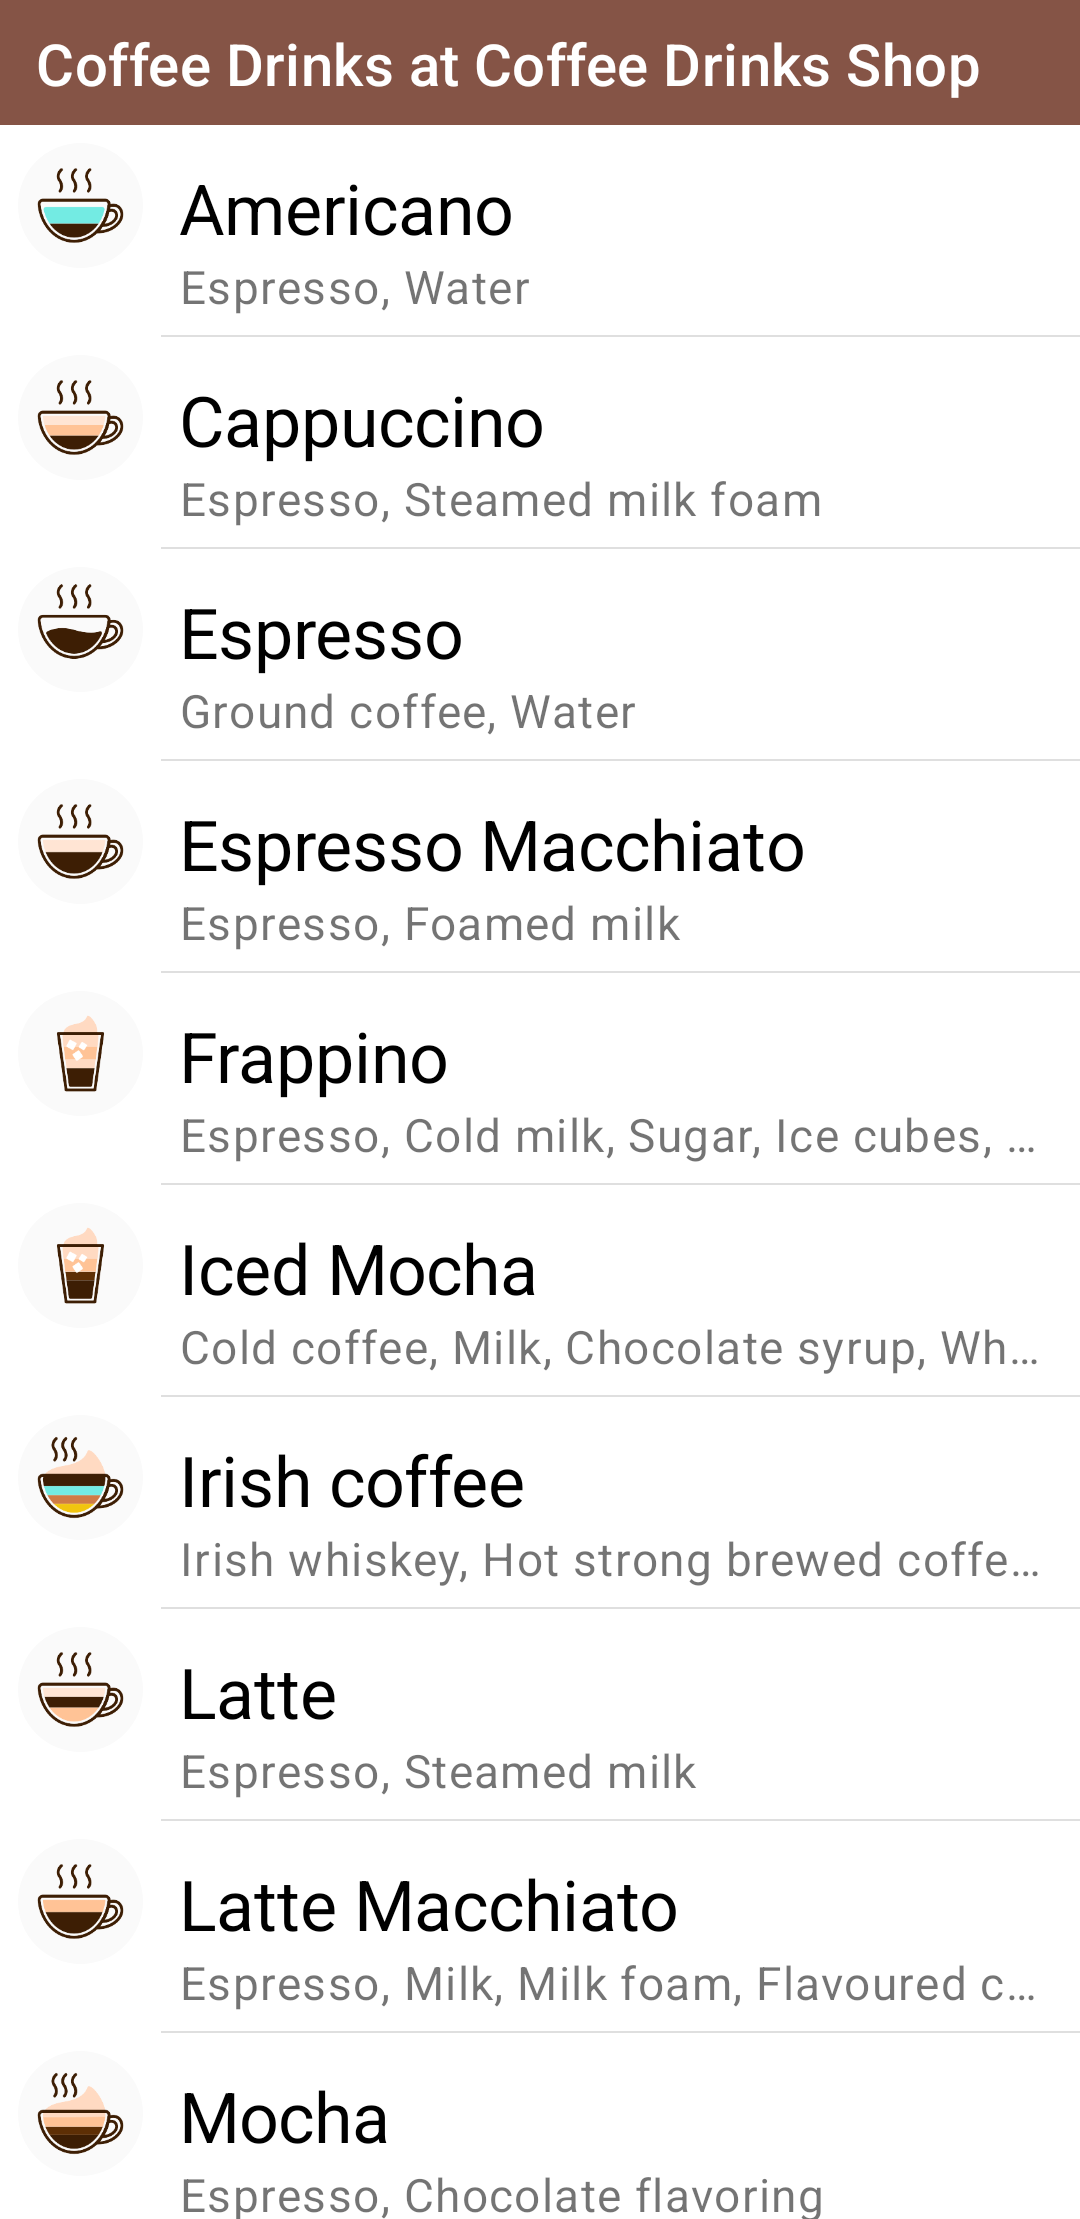 Coffee Drinks at Coffee Drinks Shop
Americano
Espresso, Water
Cappuccino
Espresso, Steamed milk foam
Espresso
Ground coffee, Water
Espresso Macchiato
Espresso, Foamed milk
Frappino
Espresso, Cold milk, Sugar, Ice cubes, …
Iced Mocha
Cold coffee, Milk, Chocolate syrup, Wh…
Irish coffee
Irish whiskey, Hot strong brewed coffe…
Latte
Espresso, Steamed milk
Latte Macchiato
Espresso, Milk, Milk foam, Flavoured c…
Mocha
Espresso, Chocolate flavoring